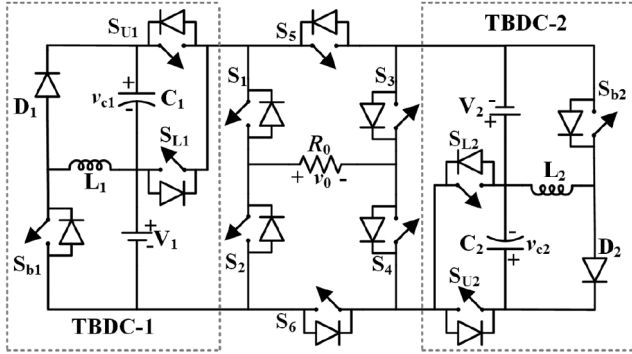 TBDC-2
S_U1
S_5
D_1
+
v_c1
-
C_1
S_1
S_3
V_2
-
+
S_b2
S_L1
R_0
+ v_0 -
S_L2
L_1
L_2
S_b1
+
-
V_1
S_2
S_4
C_2
-
+
v_c2
D_2
S_U2
TBDC-1
S_6